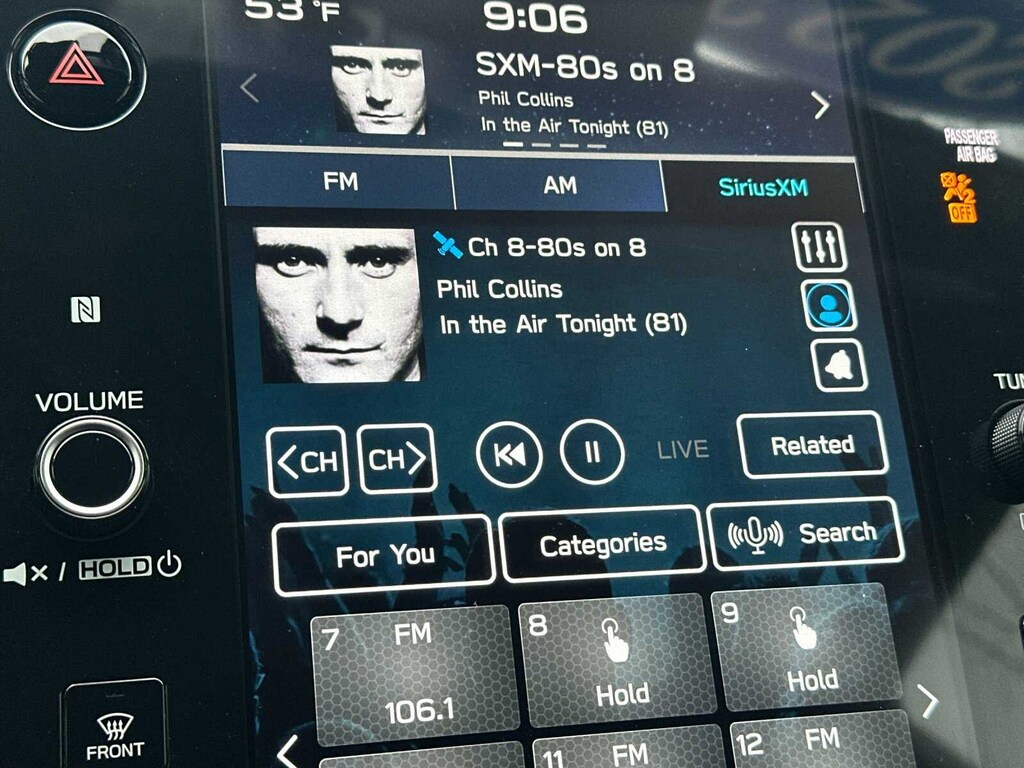 53 °F
9:06
SXM-80s on 8
Phil Collins
In the Air Tonight (81)
PASSENGER
AIR BAG
2
OFF
FM
AM
SiriusXM
Ch 8-80s on 8
Phil Collins
In the Air Tonight (81)
N
VOLUME
TUN
<CH
CH>
LIVE
Related
For You
Categories
Search
/ HOLD
7
FM
106.1
8
Hold
9
Hold
FRONT
11
FM
12
FM